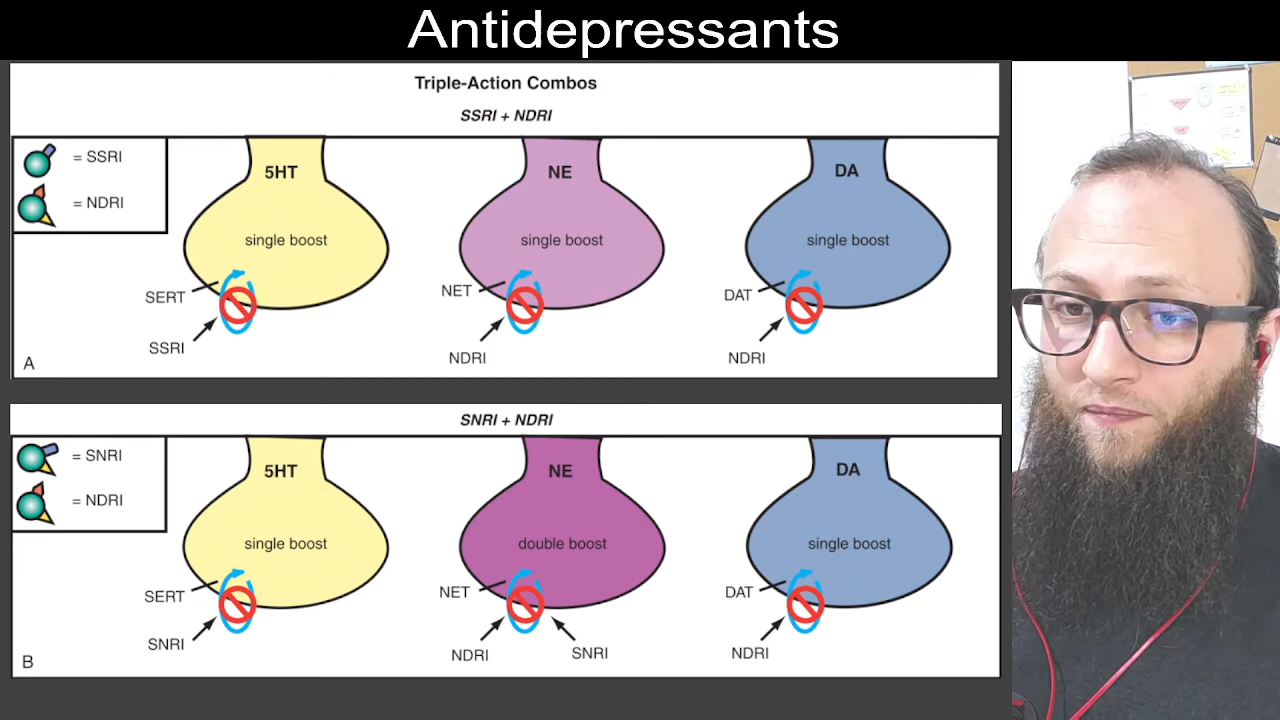 Antidepressants
Triple-Action Combos
SSRI + NDRI
= SSRI
= NDRI
5HT
single boost
SERT
SSRI
NE
single boost
NET
NDRI
DA
single boost
DAT
NDRI
A
SNRI + NDRI
= SNRI
= NDRI
5HT
single boost
SERT
SNRI
NE
double boost
NET
NDRI
SNRI
DA
single boost
DAT
NDRI
B